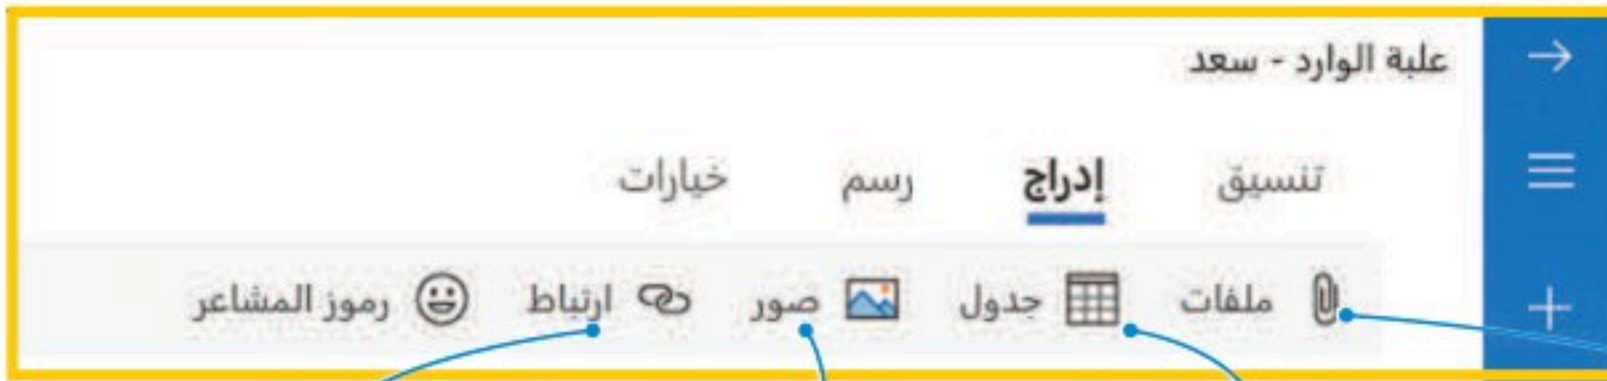 علبة الوارد - سعد
تنسيق إدراج رسم خيارات
ملفات جدول صور ارتباط رموز المشاعر